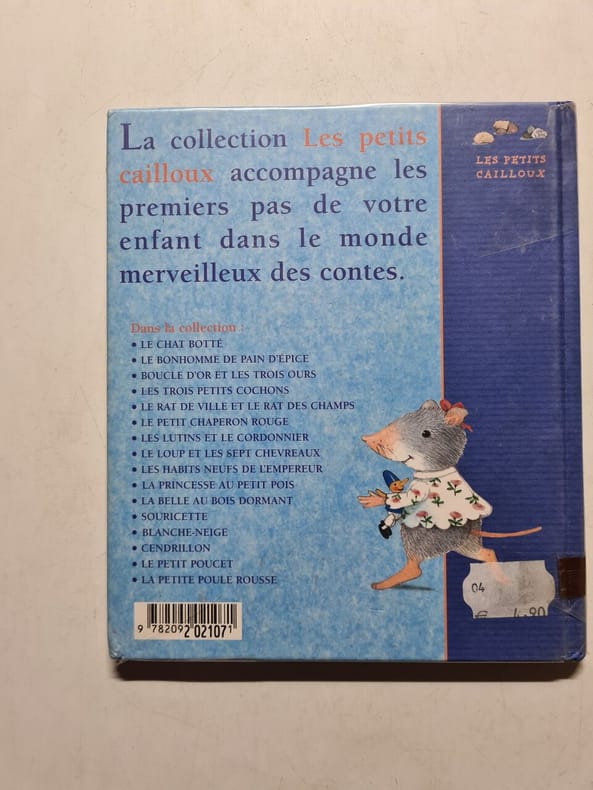 La collection Les petits
cailloux accompagne les
premiers pas de votre
enfant dans le monde
merveilleux des contes.
LES PETITS
CAILLOUX
Dans la collection :
• LE CHAT BOTTÉ
• LE BONHOMME DE PAIN D'ÉPICE
• BOUCLE D'OR ET LES TROIS OURS
• LES TROIS PETITS COCHONS
• LE RAT DE VILLE ET LE RAT DES CHAMPS
• LE PETIT CHAPERON ROUGE
• LES LUTINS ET LE CORDONNIER
• LE LOUP ET LES SEPT CHEVREAUX
• LES HABITS NEUFS DE L'EMPEREUR
• LA PRINCESSE AU PETIT POIS
• LA BELLE AU BOIS DORMANT
• SOURICETTE
• BLANCHE-NEIGE
• CENDRILLON
• LE PETIT POUCET
• LA PETITE POULE ROUSSE
9 782092 021071
04
€ 4.90